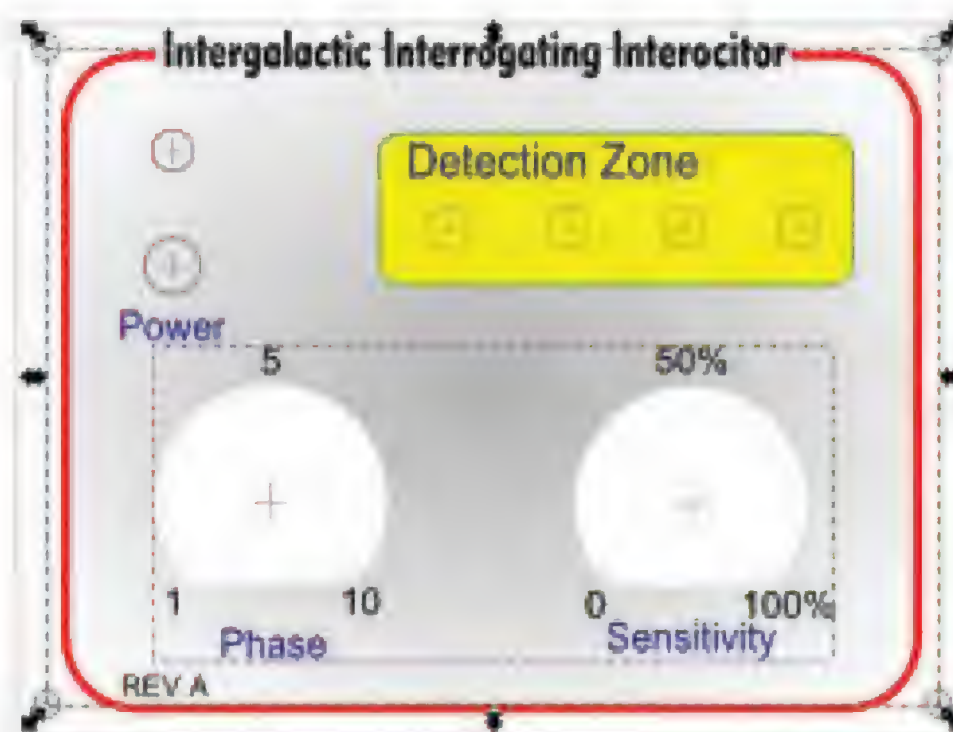 Intergalactic Interrogating Interocitor
Detection Zone
Power
5
50%
1
10
0
100%
Phase
Sensitivity
REV A